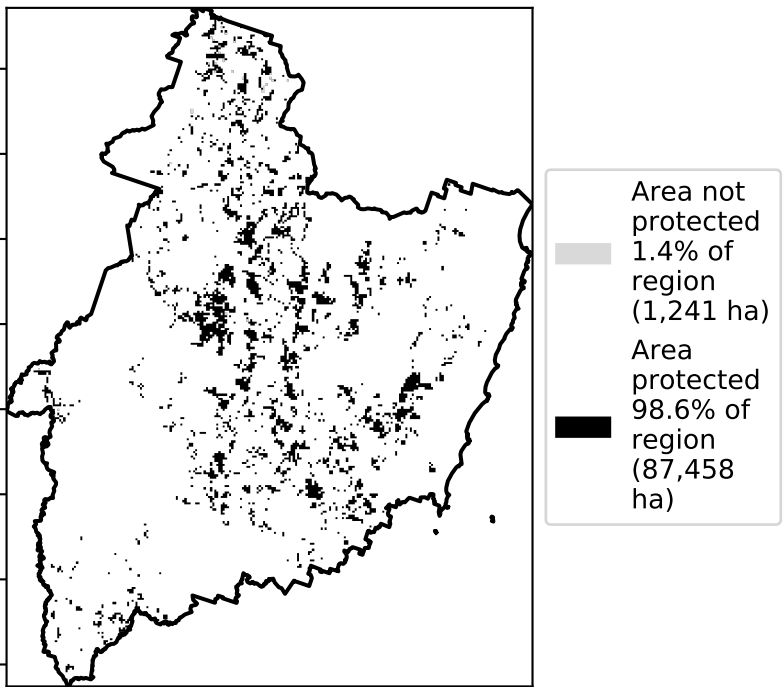 Area not
protected
1.4% of
region
(1,241 ha)
Area
protected
98.6% of
region
(87,458
ha)